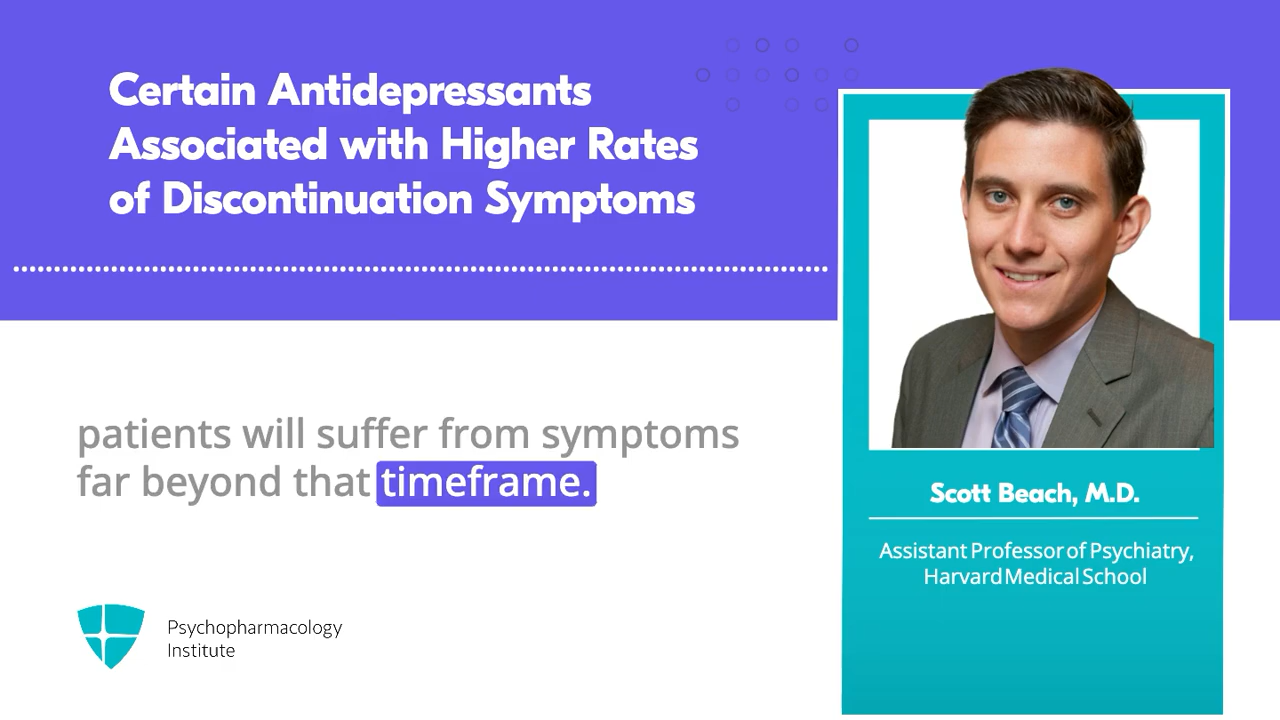 Certain Antidepressants
Associated with Higher Rates
of Discontinuation Symptoms
patients will suffer from symptoms
far beyond that timeframe.
Psychopharmacology
Institute
Scott Beach, M.D.
Assistant Professor of Psychiatry,
Harvard Medical School